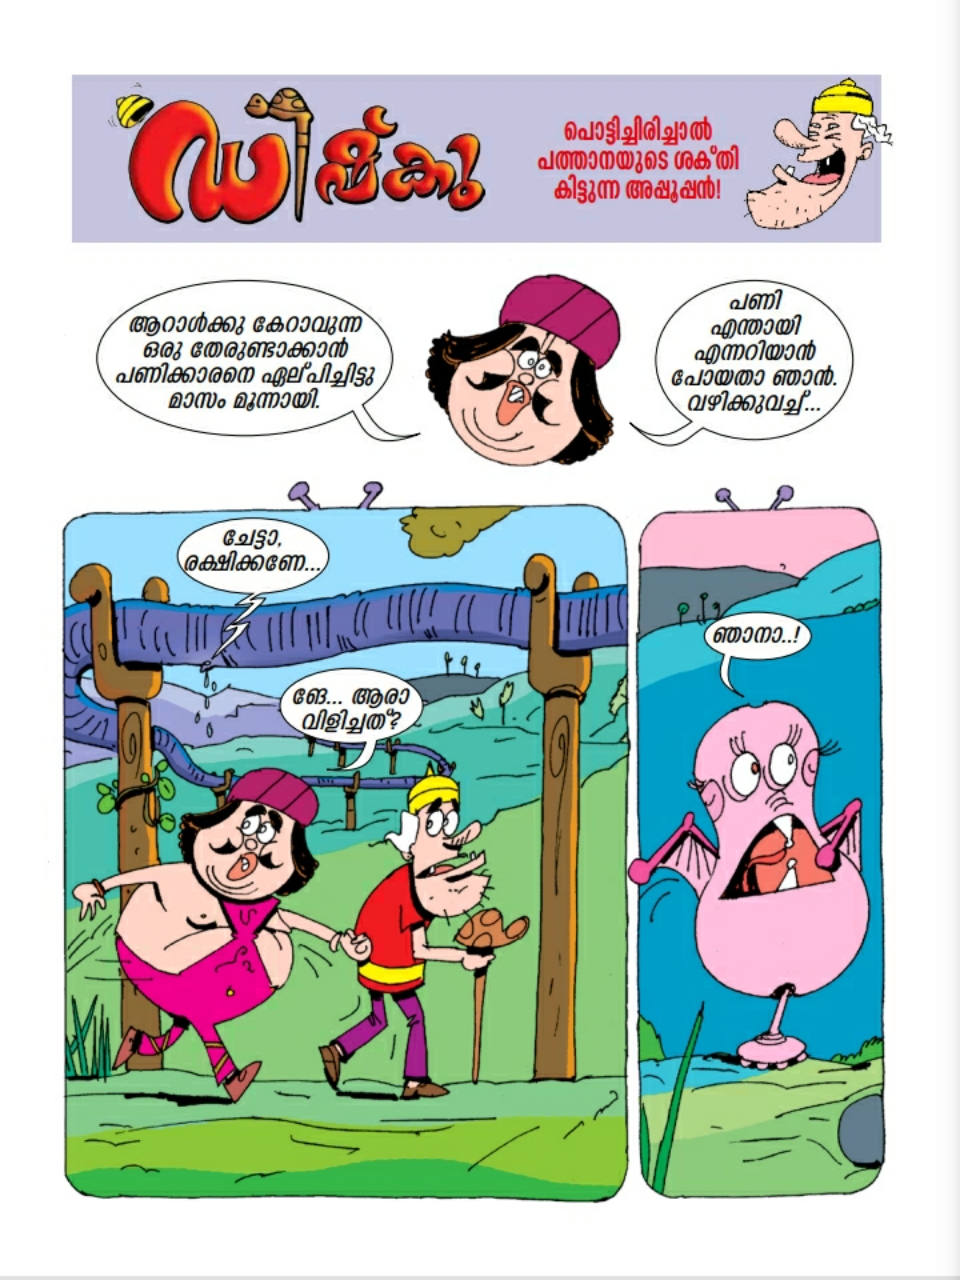 ഡിഷ്കു
പൊട്ടിച്ചിരിച്ചാൽ
പത്താനയുടെ ശക്തി
കിട്ടുന്ന അപ്പൂപ്പൻ!
ആറാൾക്കു കേറാവുന്ന
ഒരു തേരുണ്ടാക്കാൻ
പണിക്കാരനെ ഏല്പിച്ചിട്ടു
മാസം മൂന്നായി.
പണി
എന്തായി
എന്നറിയാൻ
പോയതാ ഞാൻ.
വഴിക്കുവച്ച്...
ചേട്ടാ,
രക്ഷിക്കണേ...
ങേ... ആരാ
വിളിച്ചത്?
ഞാനാ..!